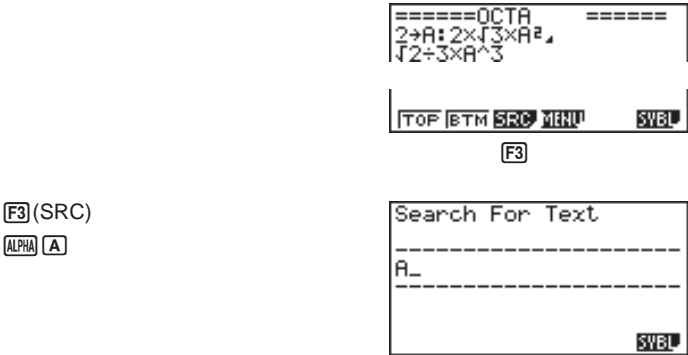 ======OCTA ======
2→A:2×√3×A²◢
√2÷3×A^3
TOP BTM SRC MENU SYBL
F3
F3 (SRC)
ALPHA A
Search For Text
A_
SYBL